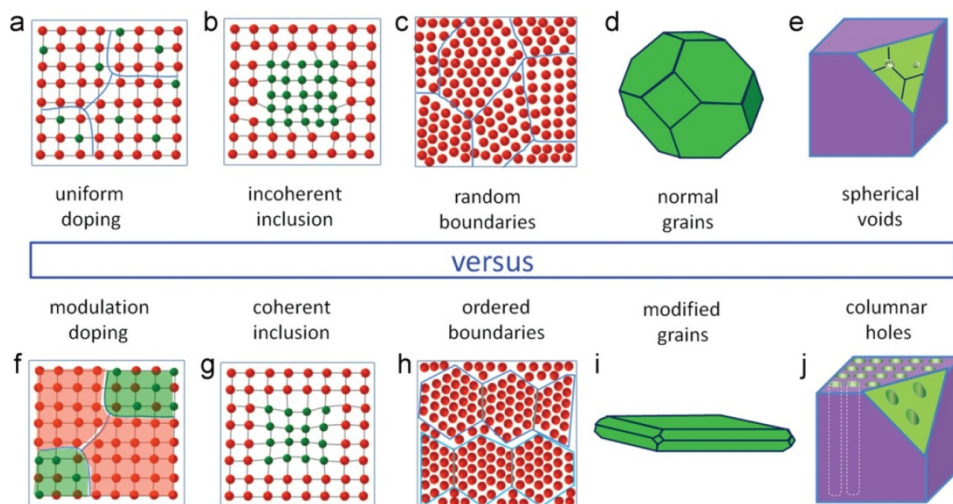 a
b
c
d
e
uniform
doping
incoherent
inclusion
random
boundaries
normal
grains
spherical
voids
versus
modulation
doping
coherent
inclusion
ordered
boundaries
modified
grains
columnar
holes
f
g
h
i
j